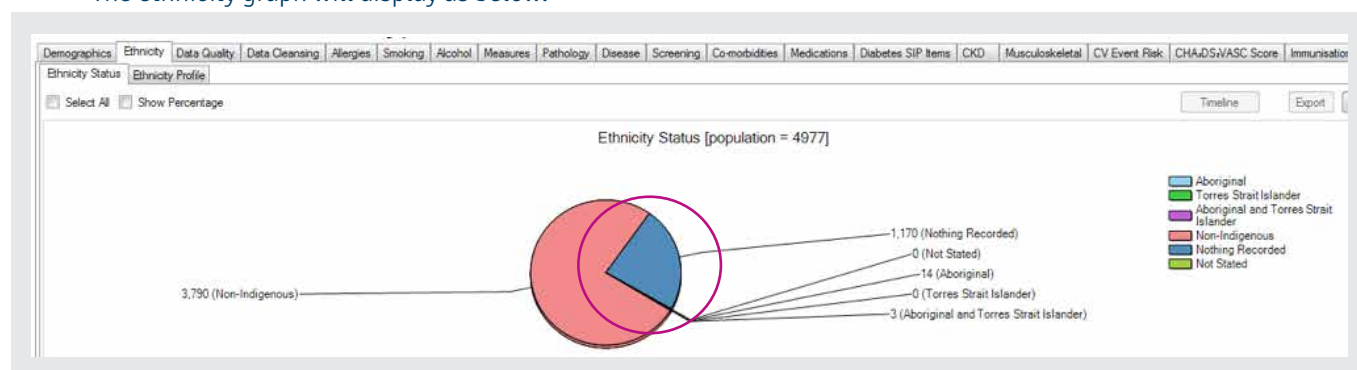 The ethnicity graph will display as below:
Demographics Ethnicity Data Quality Data Cleansing Allergies Smoking Alcohol Measures Pathology Disease Screening Co-morbidities Medications Diabetes SIP Items CKD Musculoskeletal CV Event Risk CHA₂DS₂VASC Score Immunisation
Ethnicity Status Ethnicity Profile
Select All Show Percentage Timeline Export
Ethnicity Status [population = 4977]
Aboriginal
Torres Strait Islander
Aboriginal and Torres Strait
Islander
Non-Indigenous
Nothing Recorded
Not Stated
1,170 (Nothing Recorded)
0 (Not Stated)
14 (Aboriginal)
0 (Torres Strait Islander)
3 (Aboriginal and Torres Strait Islander)
3,790 (Non-Indigenous)